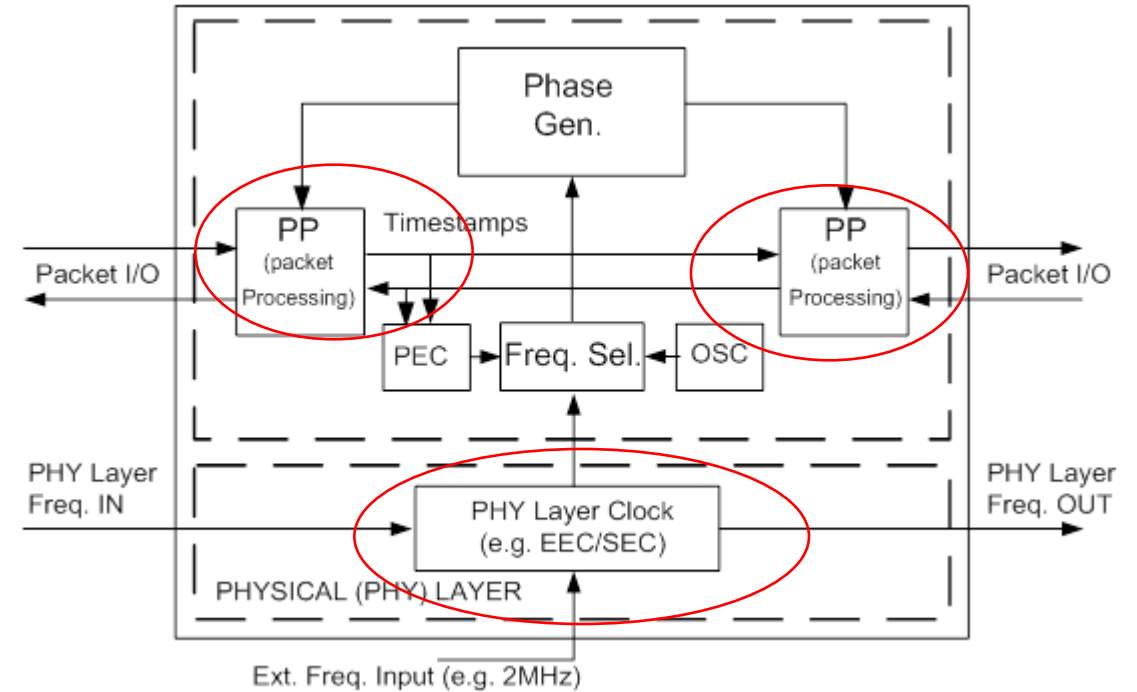 Phase
Gen.
Timestamps
PP
(packet
Processing)
PP
(packet
Processing)
Packet I/O
Packet I/O
PEC
Freq. Sel.
OSC
PHY Layer
Freq. IN
PHY Layer
Freq. OUT
PHY Layer Clock
(e.g. EEC/SEC)
PHYSICAL (PHY) LAYER
Ext. Freq. Input (e.g. 2MHz)